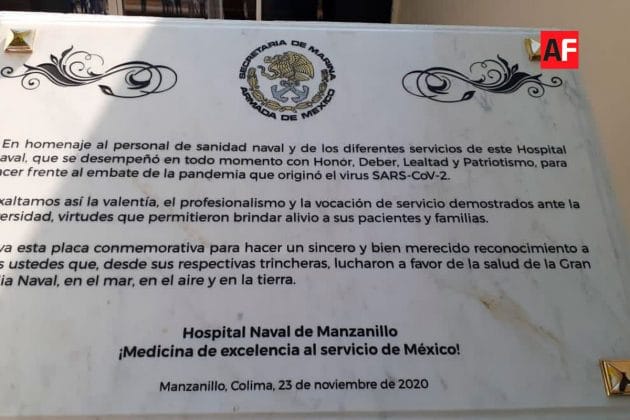 AF
SECRETARIA DE MARINA
ARMADA DE MEXICO
En homenaje al personal de sanidad naval y de los diferentes servicios de este Hospital
aval, que se desempeñó en todo momento con Honor, Deber, Lealtad y Patriotismo, para
acer frente al embate de la pandemia que originó el virus SARS-CoV-2.
xaltamos así la valentía, el profesionalismo y la vocación de servicio demostrados ante la
versidad, virtudes que permitieron brindar alivio a sus pacientes y familias.
va esta placa conmemorativa para hacer un sincero y bien merecido reconocimiento a
s ustedes que, desde sus respectivas trincheras, lucharon a favor de la salud de la Gran
lia Naval, en el mar, en el aire y en la tierra.
Hospital Naval de Manzanillo
¡Medicina de excelencia al servicio de México!
Manzanillo, Colima, 23 de noviembre de 2020